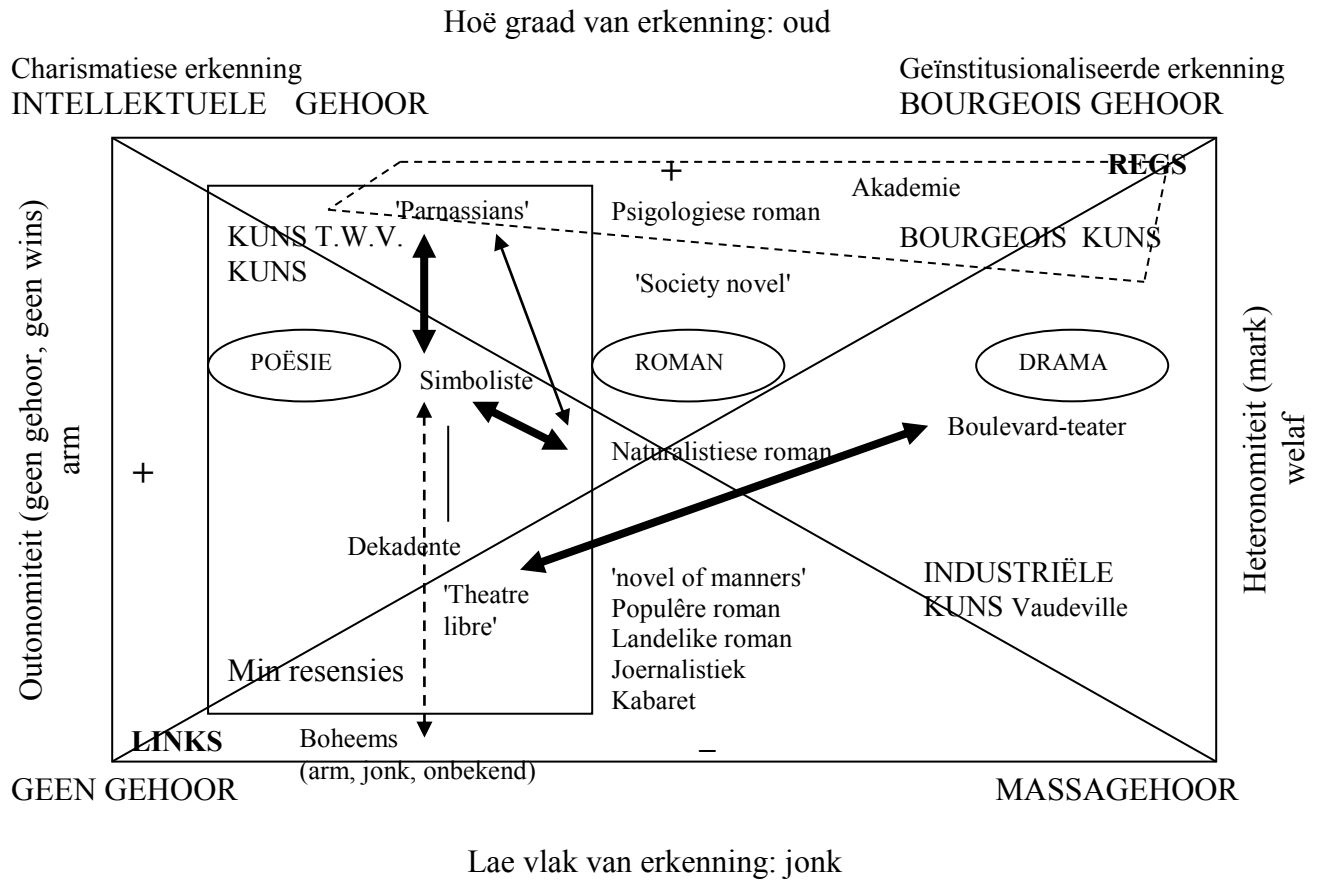 Hoë graad van erkenning: oud
Charismatiese erkenning
INTELLEKTUELE GEHOOR
Geïnstitusionaliseerde erkenning
BOURGEOIS GEHOOR
Outonomiteit (geen gehoor, geen wins)
arm
+
+
REGS
Akademie
'Parnassians'
Psigologiese roman
KUNS T.W.V.
KUNS
BOURGEOIS KUNS
'Society novel'
POËSIE
ROMAN
DRAMA
Simboliste
Boulevard-teater
Naturalistiese roman
Dekadente
'Theatre
libre'
'novel of manners'
Populêre roman
Landelike roman
Joernalistiek
Kabaret
INDUSTRIËLE
KUNS Vaudeville
Min resensies
LINKS
Boheems
(arm, jonk, onbekend)
–
Heteronomiteit (mark)
welaf
GEEN GEHOOR
MASSAGEHOOR
Lae vlak van erkenning: jonk